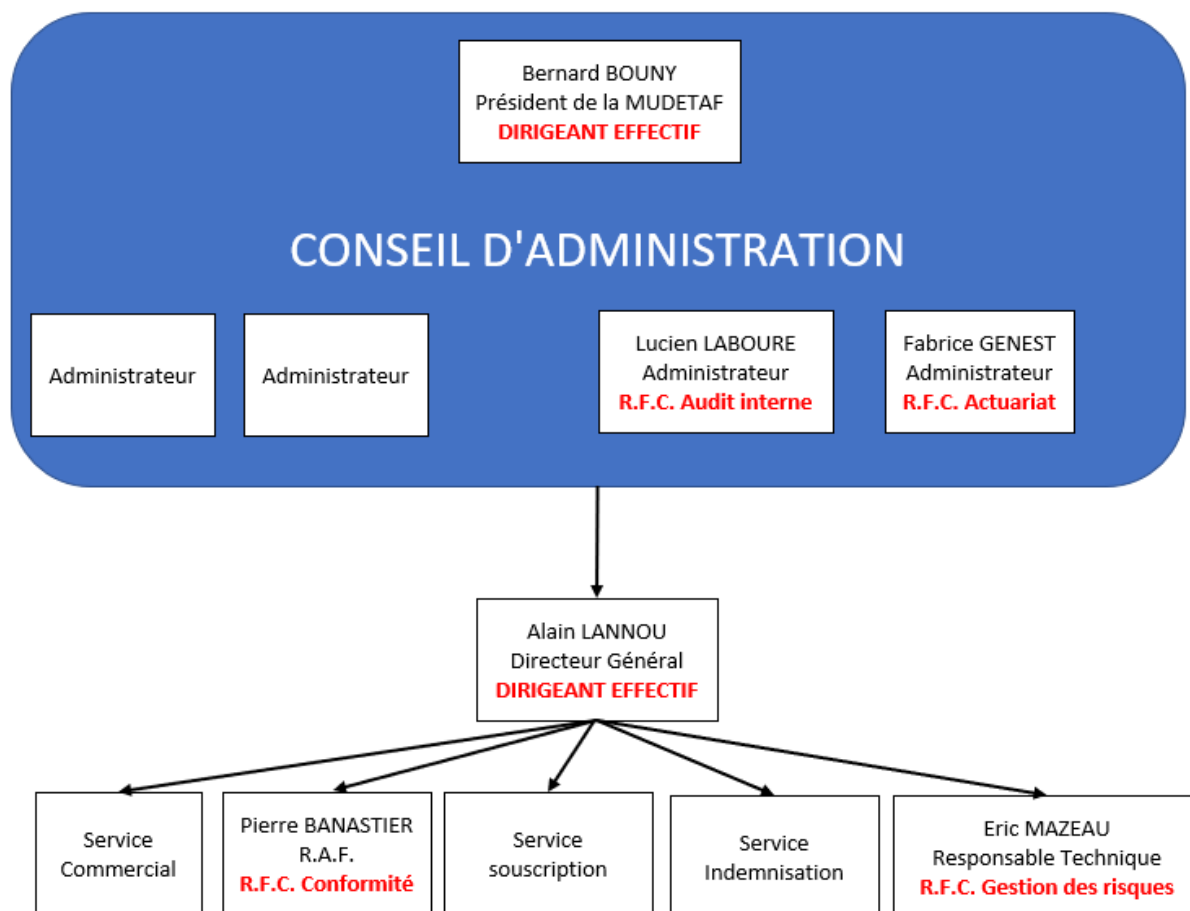 Bernard BOUNY
Président de la MUDETAF
DIRIGEANT EFFECTIF
CONSEIL D'ADMINISTRATION
Administrateur
Administrateur
Lucien LABOURE
Administrateur
R.F.C. Audit interne
Fabrice GENEST
Administrateur
R.F.C. Actuariat
Alain LANNOU
Directeur Général
DIRIGEANT EFFECTIF
Service
Commercial
Pierre BANASTIER
R.A.F.
R.F.C. Conformité
Service
souscription
Service
Indemnisation
Eric MAZEAU
Responsable Technique
R.F.C. Gestion des risques